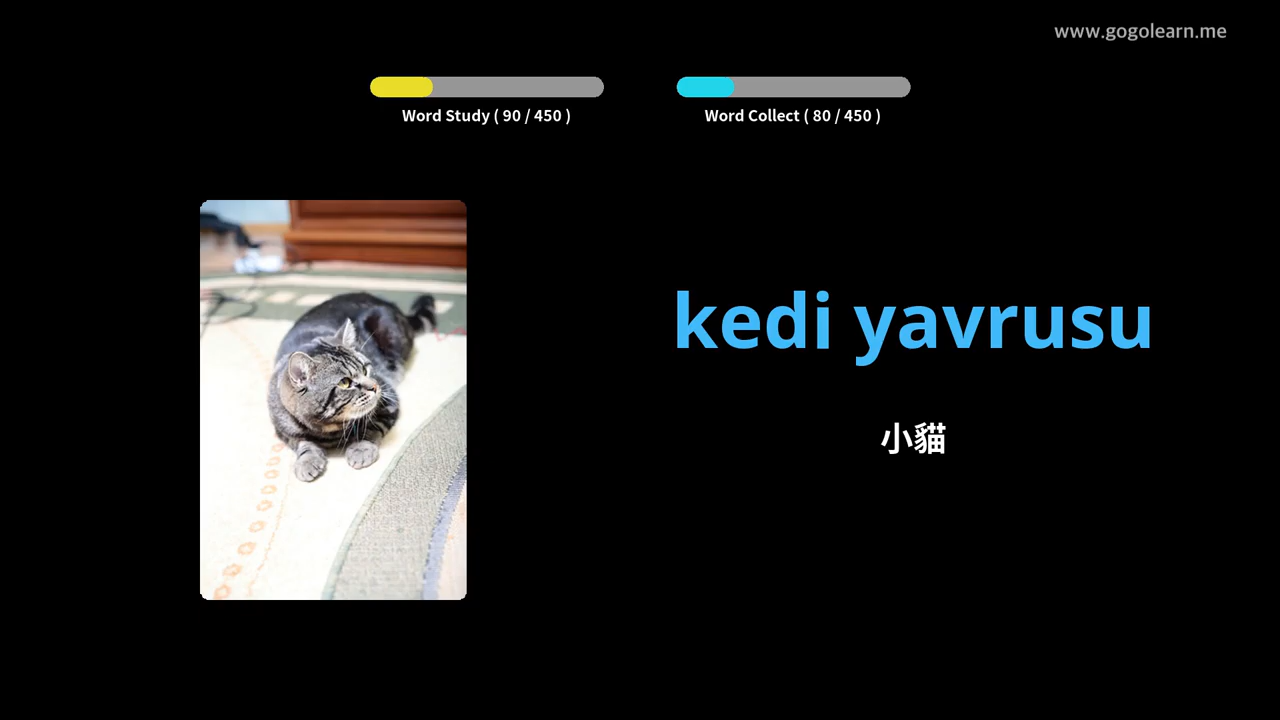 www.gogolearn.me
Word Study ( 90 / 450 )
Word Collect ( 80 / 450 )
kedi yavrusu
小貓